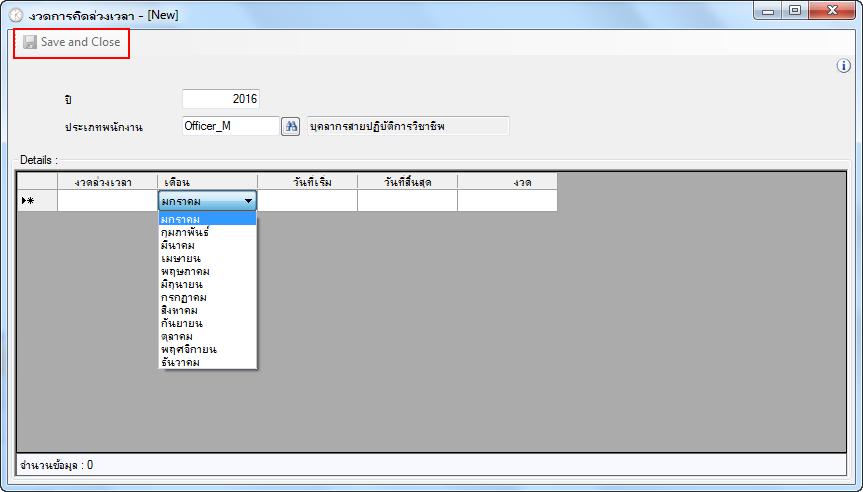 งวดการคิดล่วงเวลา - [New]
Save and Close
ปี 2016
ประเภทพนักงาน Officer_M บุคลากรสายปฏิบัติการวิชาชีพ
Details :
งวดล่วงเวลา เดือน วันที่เริ่ม วันที่สิ้นสุด งวด
มกราคม
มกราคม
กุมภาพันธ์
มีนาคม
เมษายน
พฤษภาคม
มิถุนายน
กรกฎาคม
สิงหาคม
กันยายน
ตุลาคม
พฤศจิกายน
ธันวาคม
จำนวนข้อมูล : 0